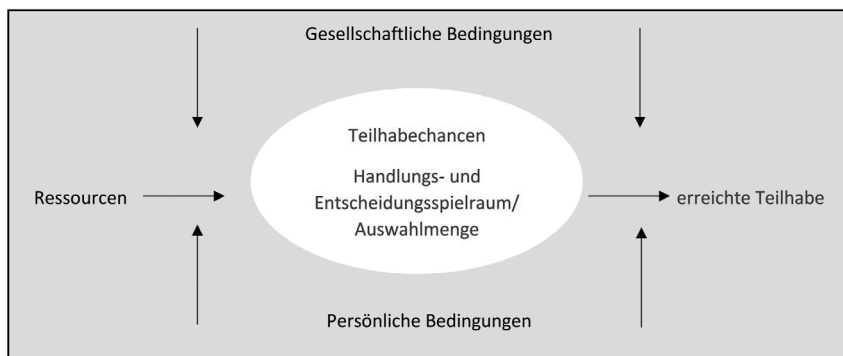 Gesellschaftliche Bedingungen
Teilhabechancen
Handlungs- und
Entscheidungsspielraum/
Auswahlmenge
Ressourcen
erreichte Teilhabe
Persönliche Bedingungen